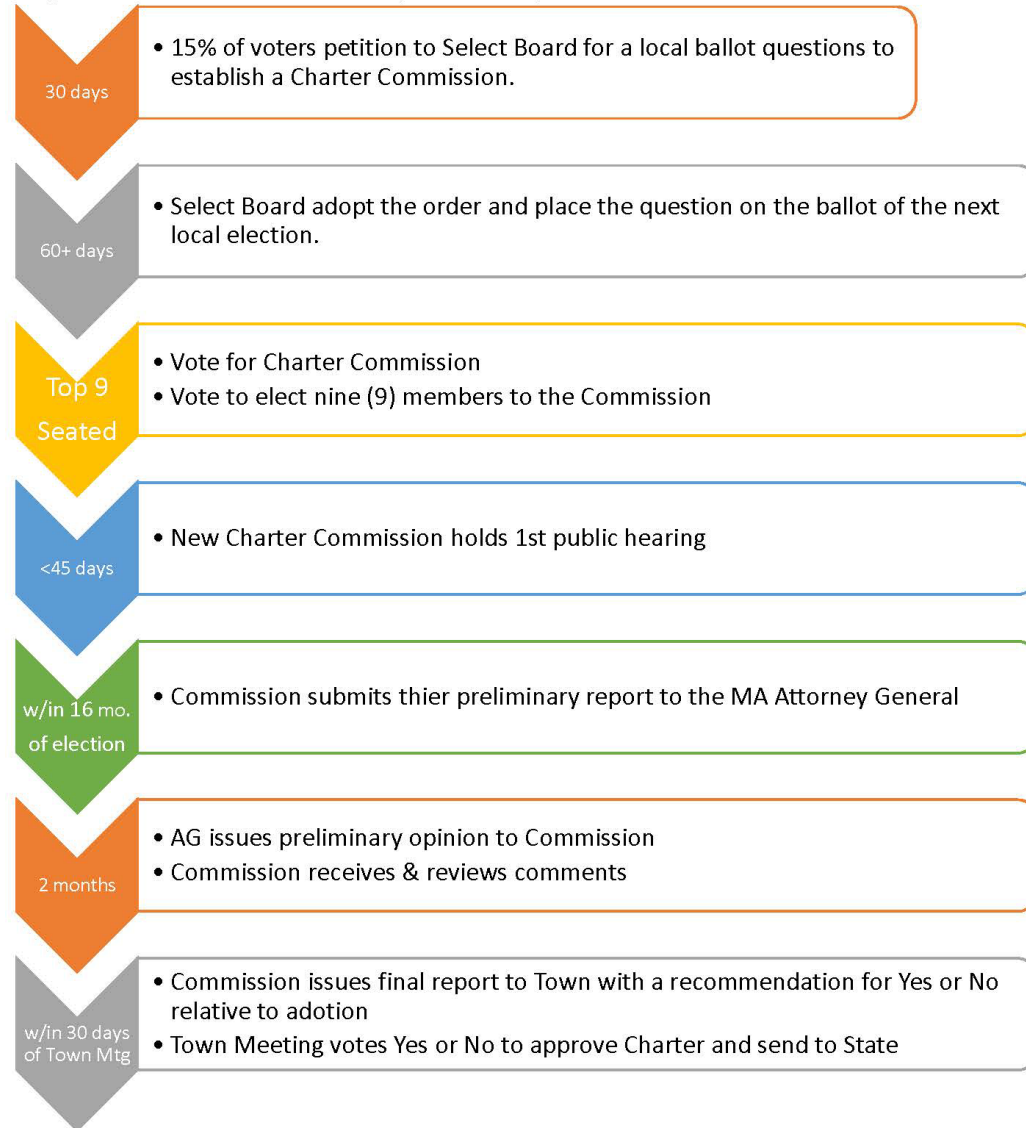 30 days
• 15% of voters petition to Select Board for a local ballot questions to
establish a Charter Commission.
60+ days
• Select Board adopt the order and place the question on the ballot of the next
local election.
Top 9
Seated
• Vote for Charter Commission
• Vote to elect nine (9) members to the Commission
<45 days
• New Charter Commission holds 1st public hearing
w/in 16 mo.
of election
• Commission submits thier preliminary report to the MA Attorney General
2 months
• AG issues preliminary opinion to Commission
• Commission receives & reviews comments
w/in 30 days
of Town Mtg
• Commission issues final report to Town with a recommendation for Yes or No
relative to adotion
• Town Meeting votes Yes or No to approve Charter and send to State